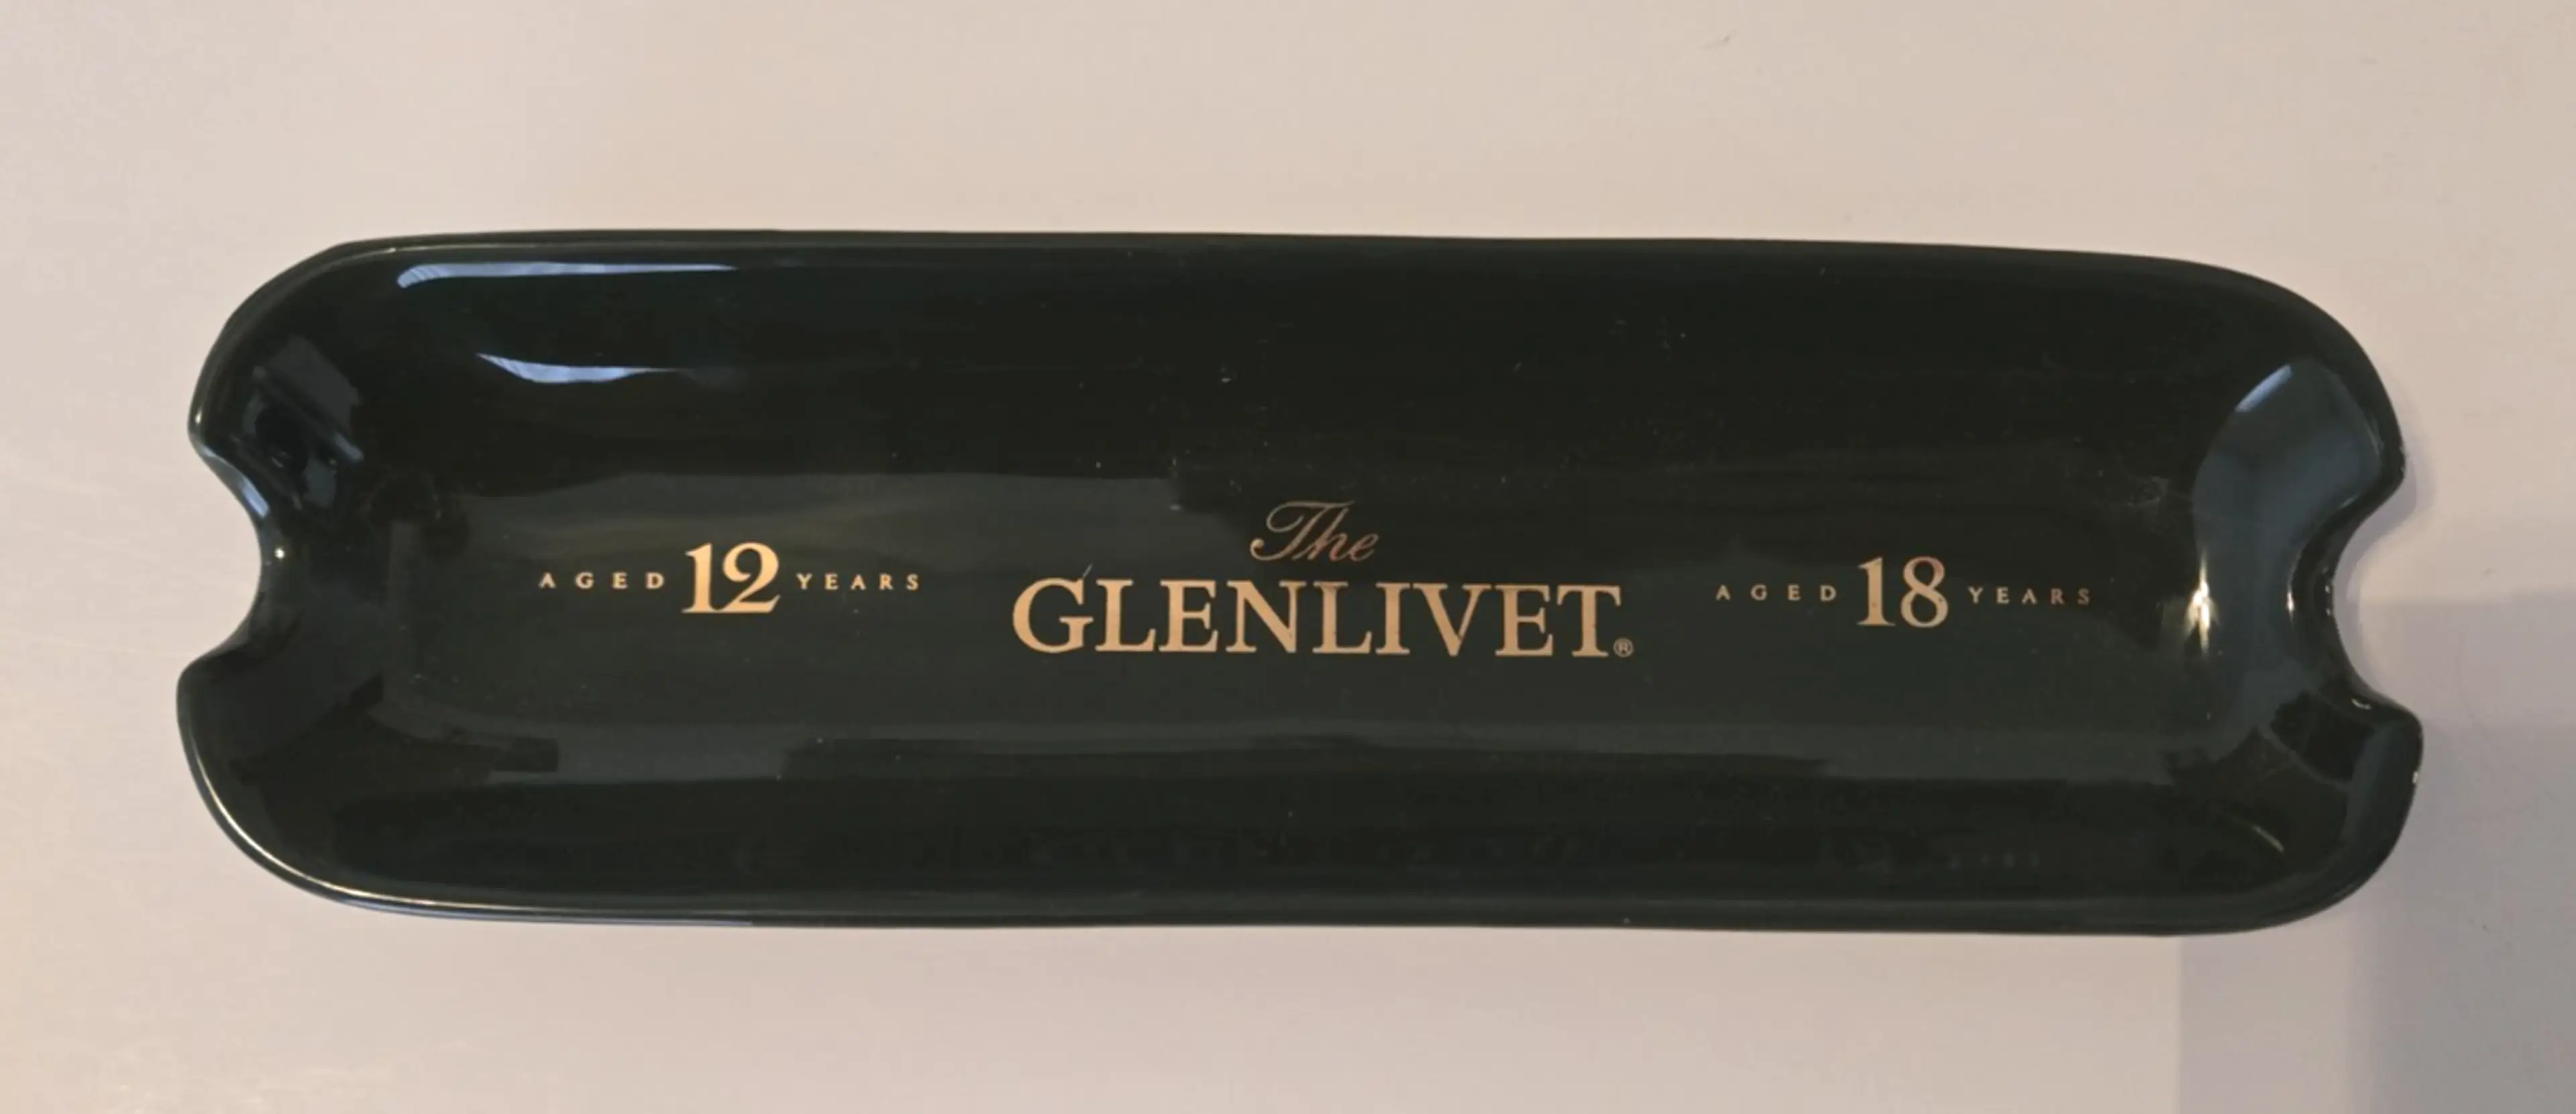 AGED 12 YEARS
The
GLENLIVET®
AGED 18 YEARS